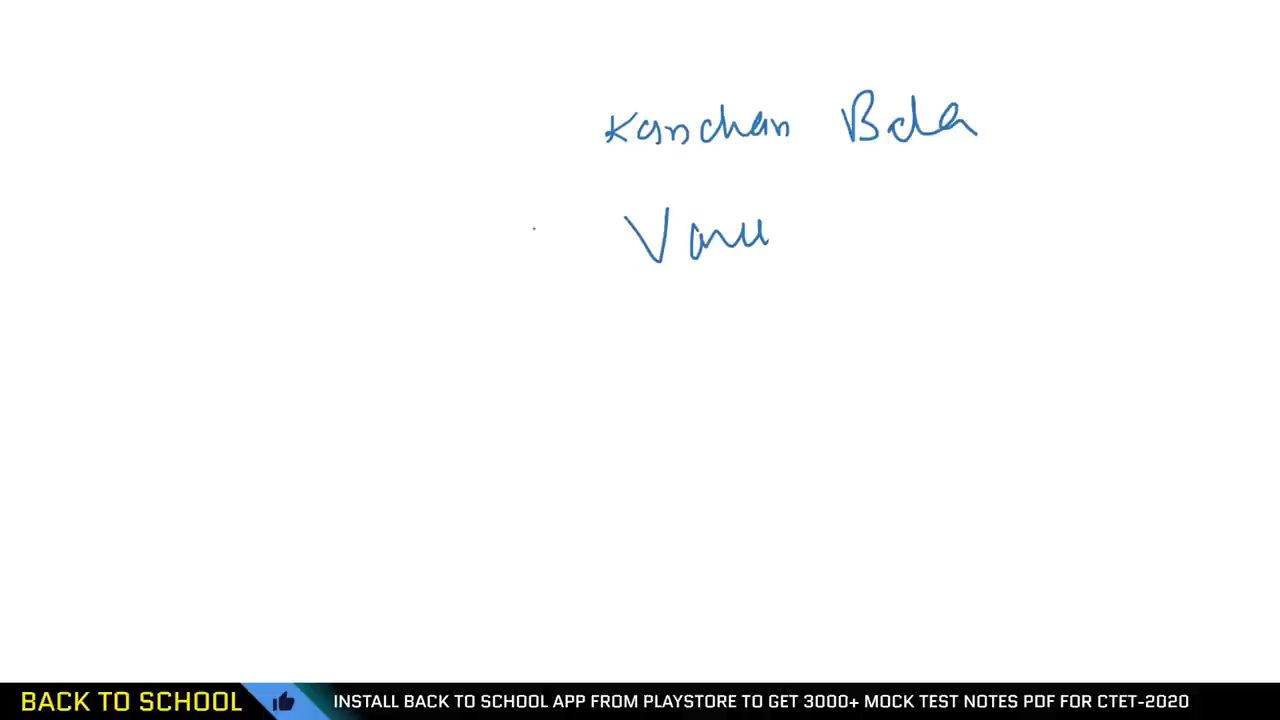 Kanchan Bala
Varu
BACK TO SCHOOL
INSTALL BACK TO SCHOOL APP FROM PLAYSTORE TO GET 3000+ MOCK TEST NOTES PDF FOR CTET-2020